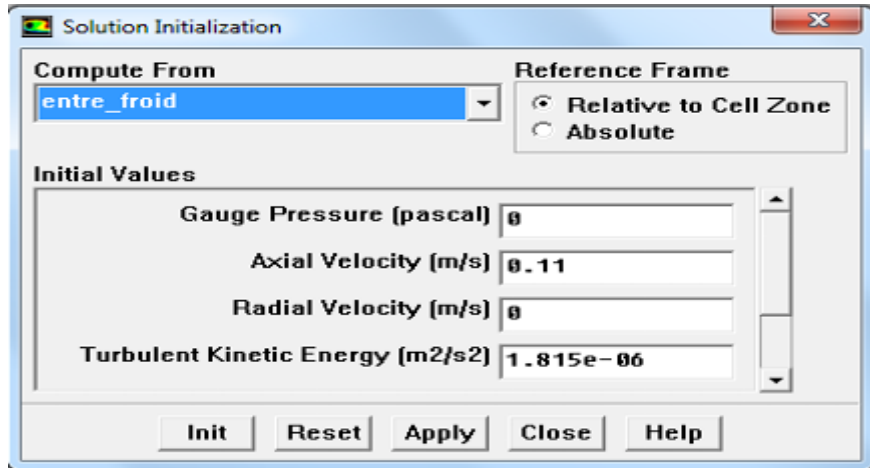 Solution Initialization
Compute From
entre_froid
Reference Frame
Relative to Cell Zone
Absolute
Initial Values
Gauge Pressure (pascal) 0
Axial Velocity (m/s) 0.11
Radial Velocity (m/s) 0
Turbulent Kinetic Energy (m2/s2) 1.815e-06
Init Reset Apply Close Help